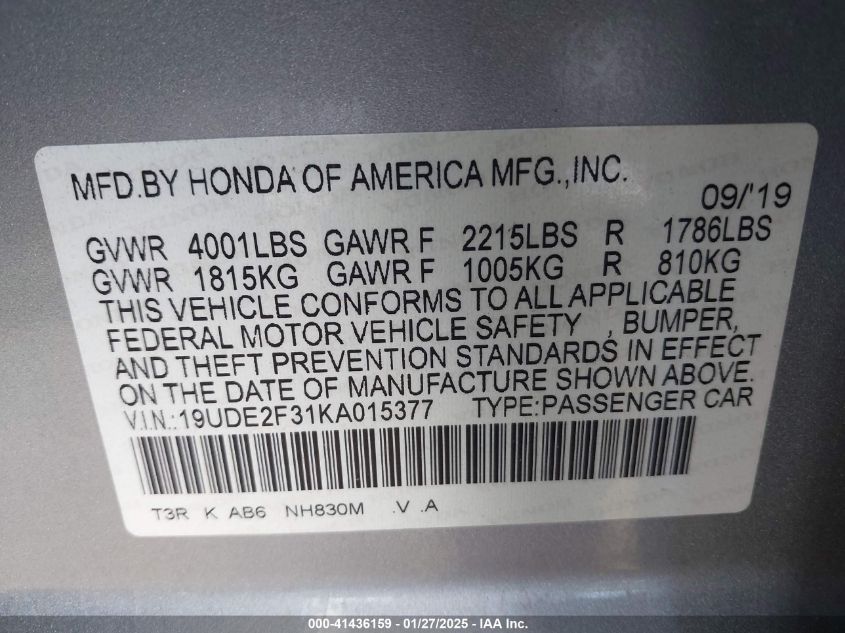 MFD.BY HONDA OF AMERICA MFG.,INC. 09/'19
GVWR 4001LBS GAWR F 2215LBS R 1786LBS
GVWR 1815KG GAWR F 1005KG R 810KG
THIS VEHICLE CONFORMS TO ALL APPLICABLE
FEDERAL MOTOR VEHICLE SAFETY , BUMPER,
AND THEFT PREVENTION STANDARDS IN EFFECT
ON THE DATE OF MANUFACTURE SHOWN ABOVE.
V.I.N.:19UDE2F31KA015377 TYPE:PASSENGER CAR
T3R K AB6 NH830M .V .A
000-41436159 - 01/27/2025 - IAA Inc.